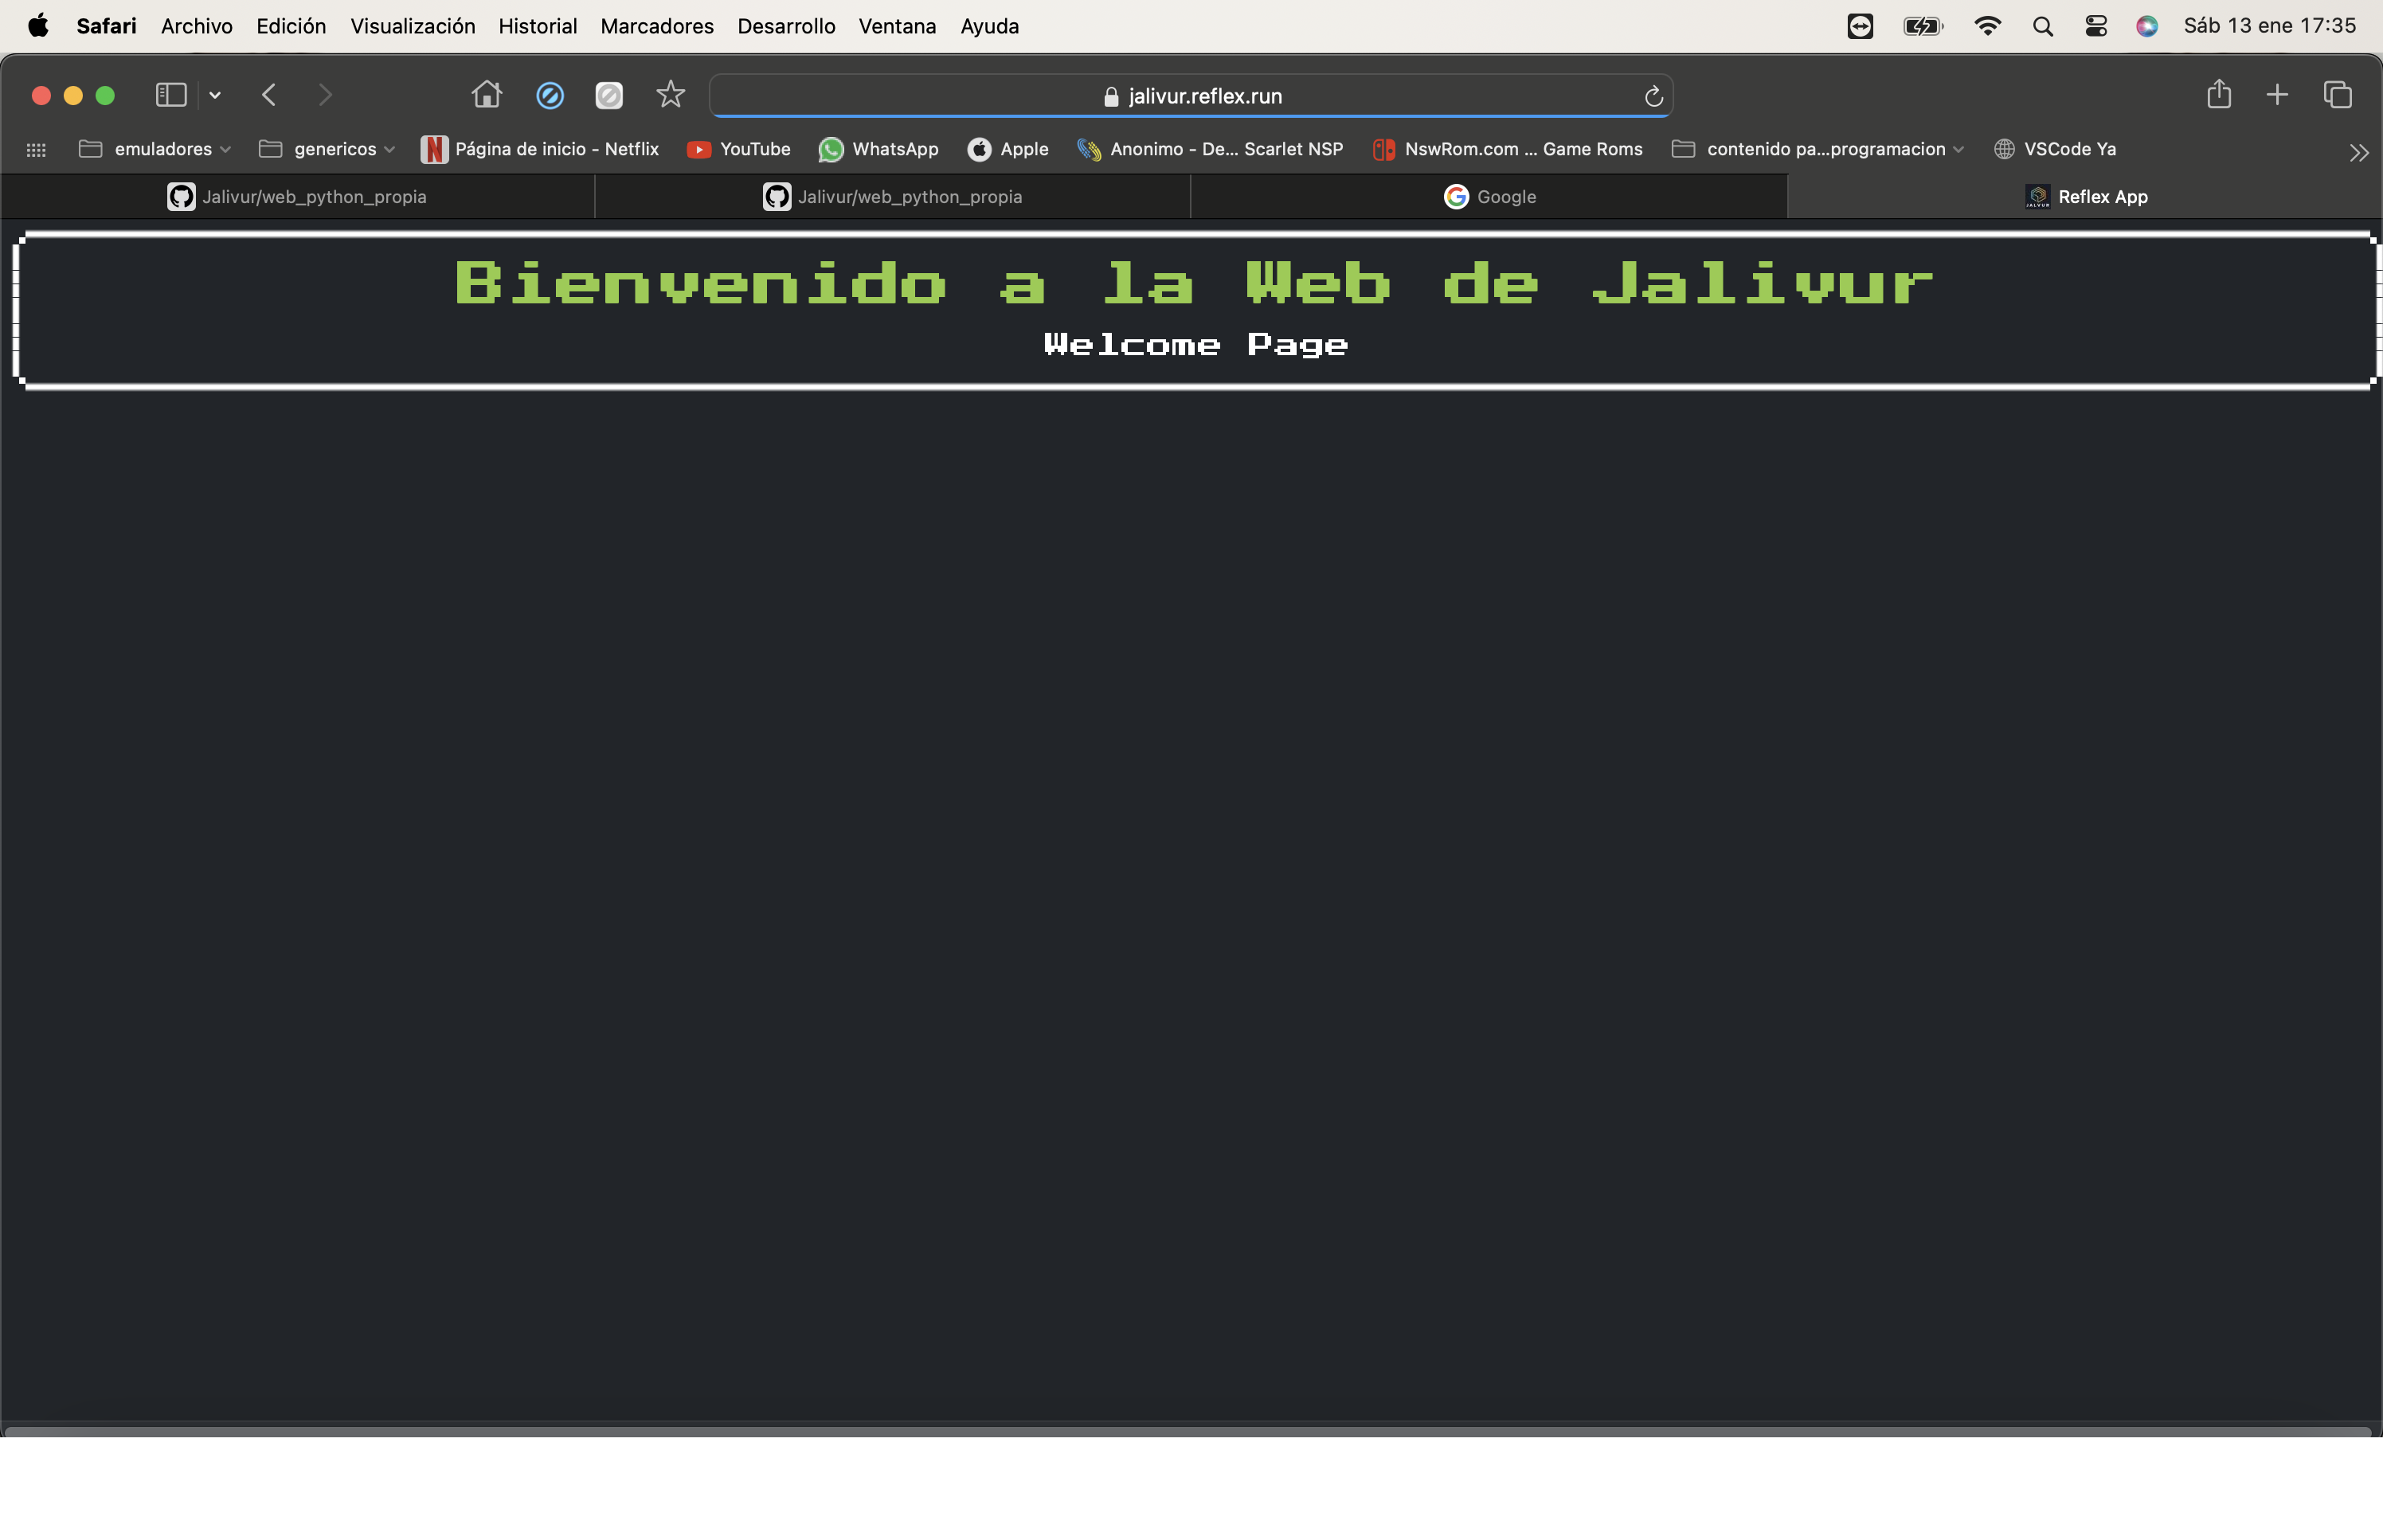 Safari Archivo Edición Visualización Historial Marcadores Desarrollo Ventana Ayuda Sáb 13 ene 17:35
jalivur.reflex.run
emuladores genericos Página de inicio - Netflix YouTube WhatsApp Apple Anonimo - De... Scarlet NSP NswRom.com ... Game Roms contenido pa...programacion VSCode Ya
Jalivur/web_python_propia Jalivur/web_python_propia Google Reflex App
Bienvenido a la Web de Jalivur
Welcome Page